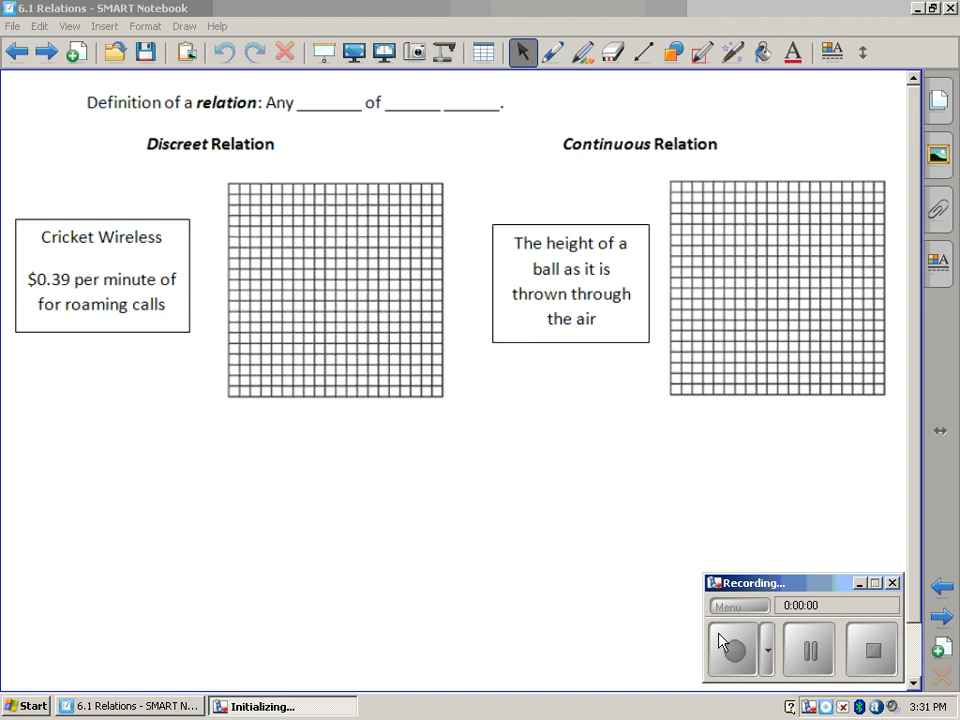 6.1 Relations - SMART Notebook
File Edit View Insert Format Draw Help
Definition of a relation: Any ________ of _______ _______.
Discreet Relation
Continuous Relation
Cricket Wireless
$0.39 per minute of
for roaming calls
The height of a
ball as it is
thrown through
the air
Recording...
Menu 0:00:00
Start 6.1 Relations - SMART N... Initializing... 3:31 PM